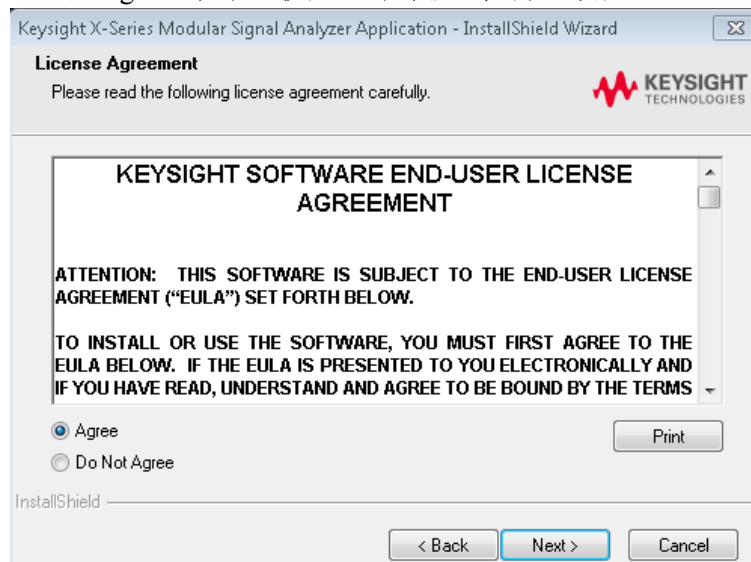 Keysight X-Series Modular Signal Analyzer Application - InstallShield Wizard
License Agreement
Please read the following license agreement carefully.
KEYSIGHT
TECHNOLOGIES
KEYSIGHT SOFTWARE END-USER LICENSE
AGREEMENT
ATTENTION: THIS SOFTWARE IS SUBJECT TO THE END-USER LICENSE
AGREEMENT (“EULA”) SET FORTH BELOW.
TO INSTALL OR USE THE SOFTWARE, YOU MUST FIRST AGREE TO THE
EULA BELOW. IF THE EULA IS PRESENTED TO YOU ELECTRONICALLY AND
IF YOU HAVE READ, UNDERSTAND AND AGREE TO BE BOUND BY THE TERMS
Agree
Print
Do Not Agree
InstallShield
< Back Next > Cancel